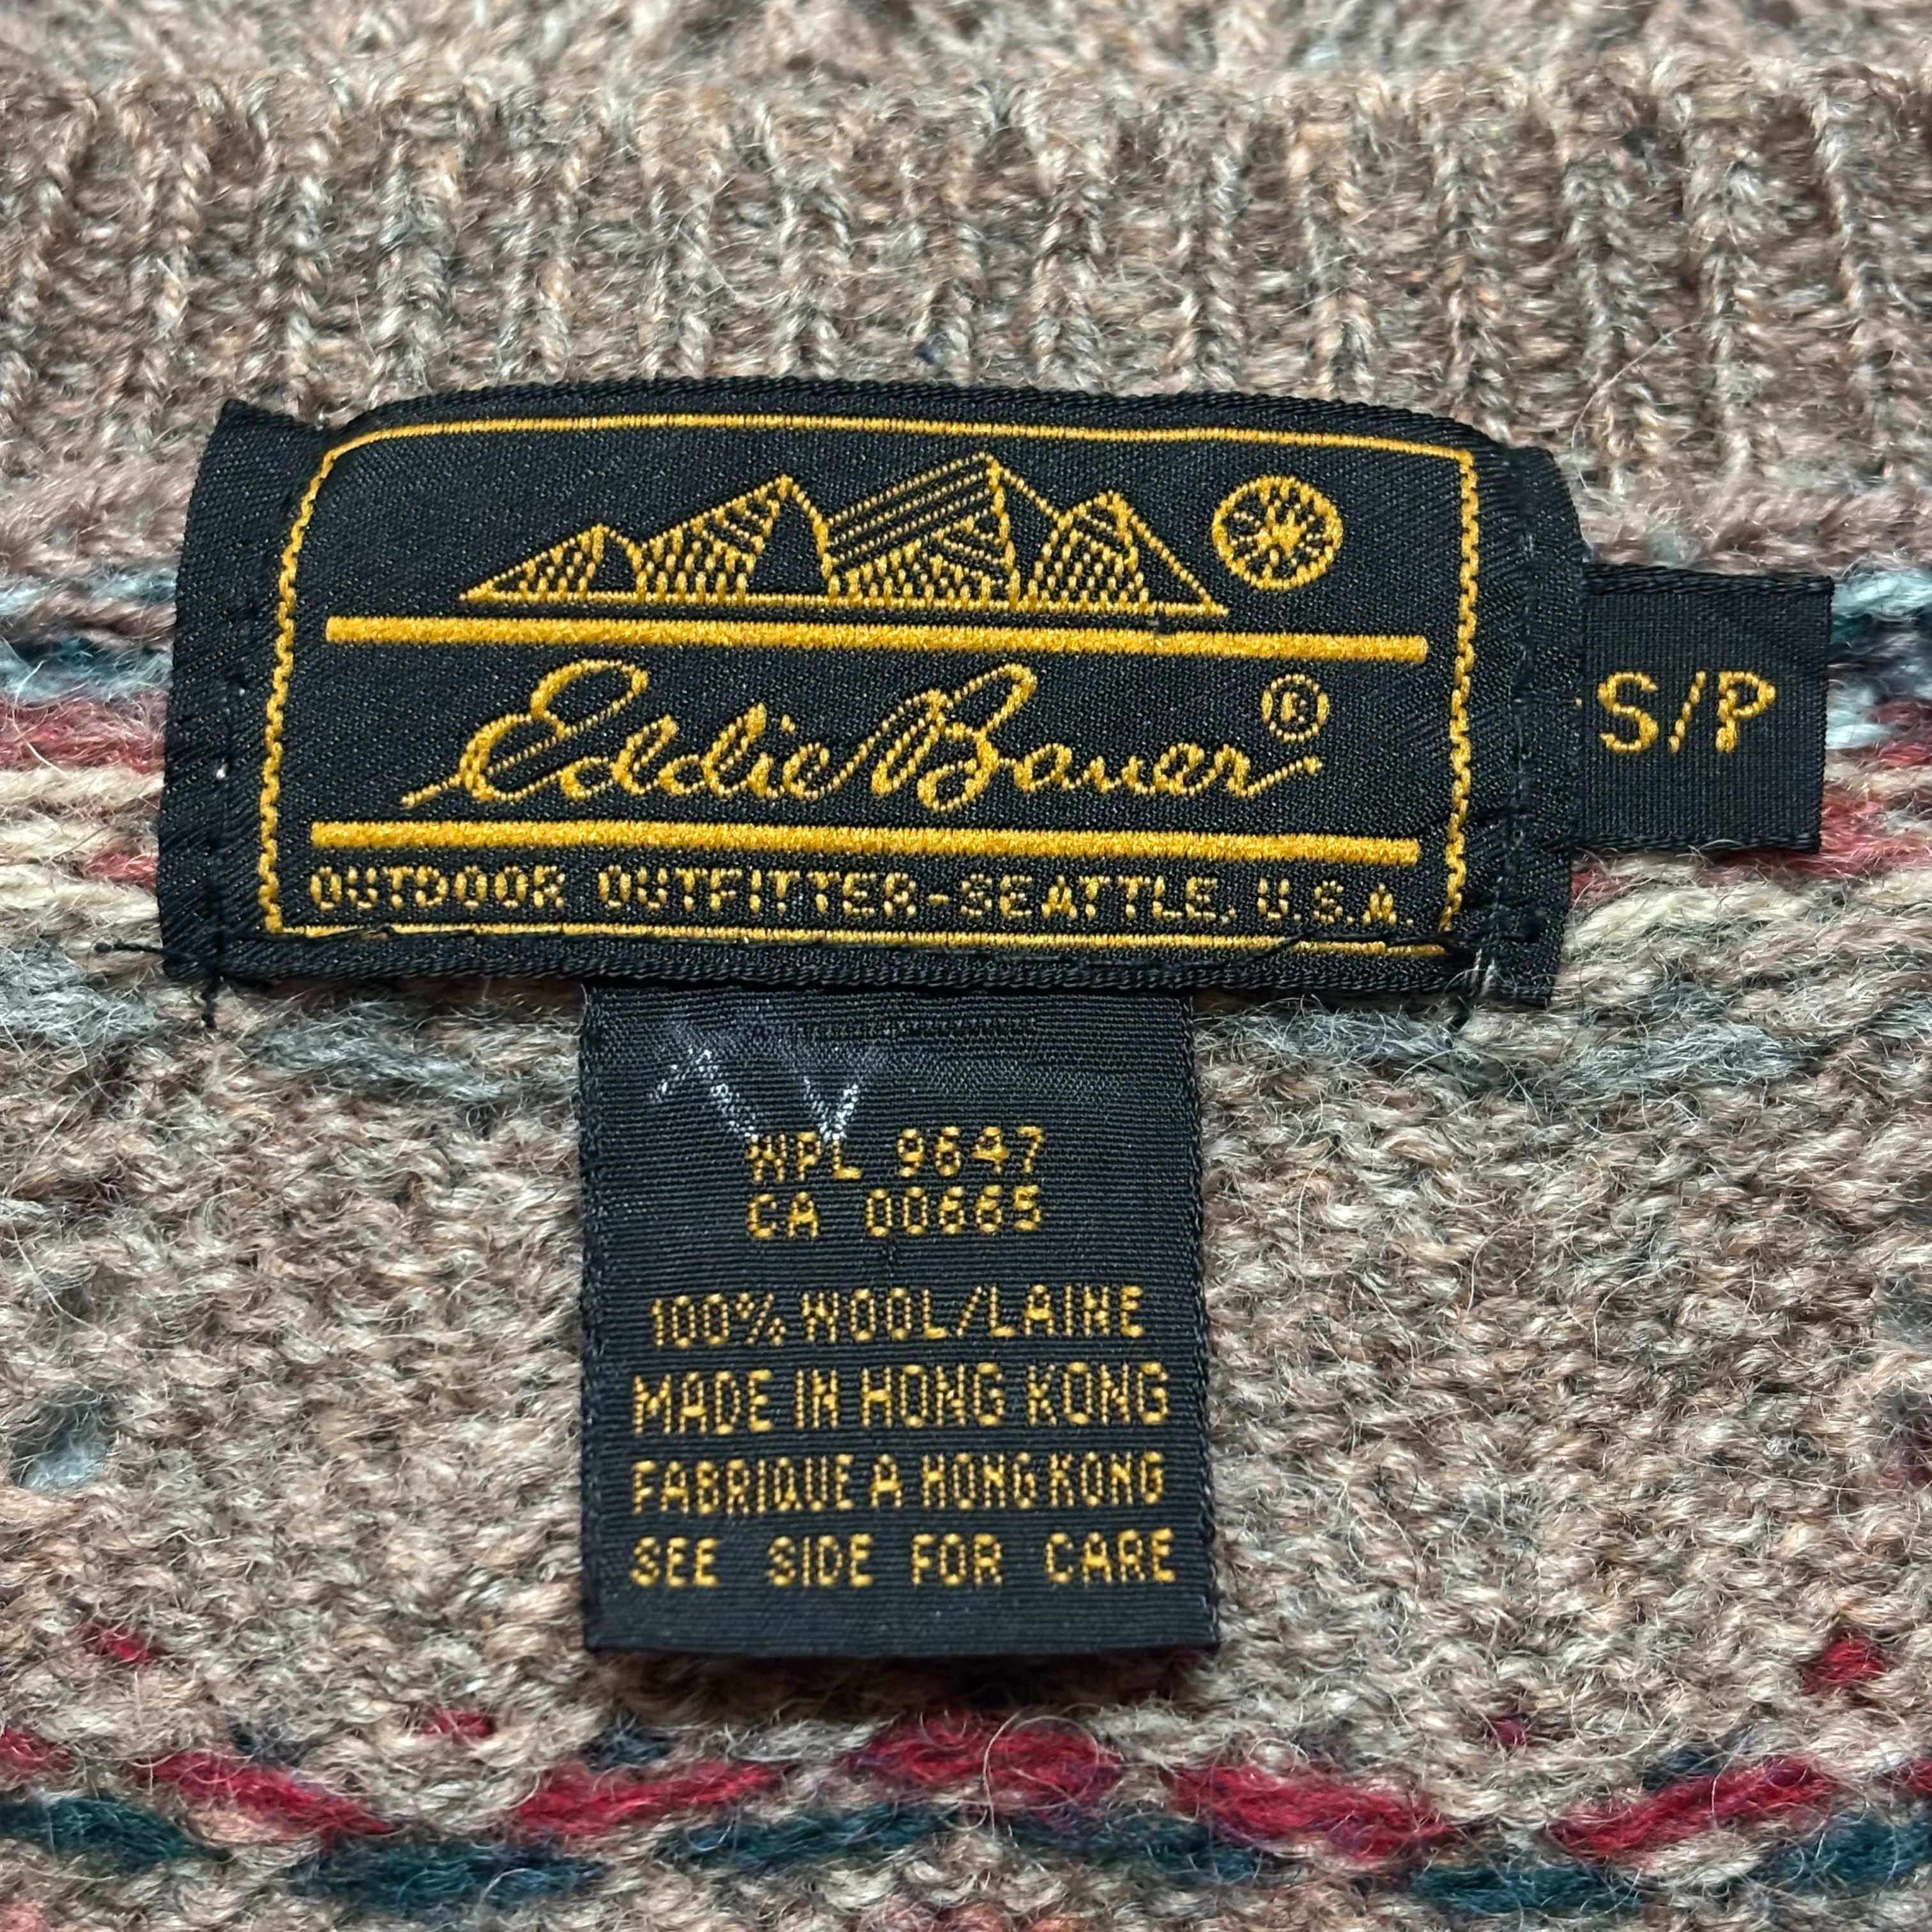 Eddie Bauer®
S/P
OUTDOOR OUTFITTER-SEATTLE, U.S.A.
WPL 9647
CA 00665
100% WOOL/LAINE
MADE IN HONG KONG
FABRIQUE A HONG KONG
SEE SIDE FOR CARE